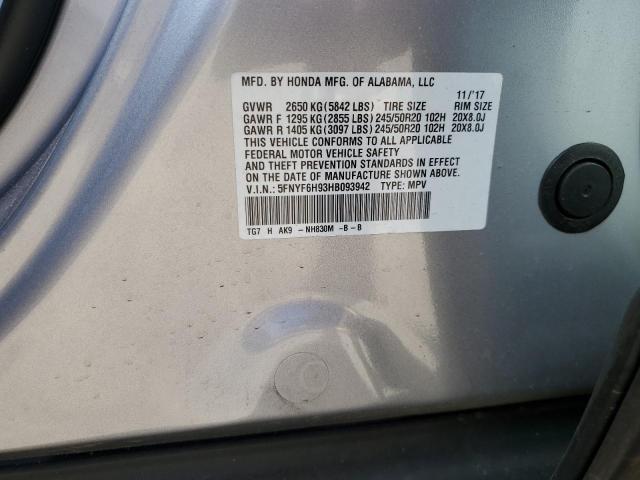 MFD. BY HONDA MFG. OF ALABAMA, LLC
11/'17
GVWR 2650 KG(5842 LBS) TIRE SIZE RIM SIZE
GAWR F 1295 KG(2855 LBS)245/50R20 102H 20X8.0J
GAWR R 1405 KG(3097 LBS)245/50R20 102H 20X8.0J
THIS VEHICLE CONFORMS TO ALL APPLICABLE
FEDERAL MOTOR VEHICLE SAFETY
AND THEFT PREVENTION STANDARDS IN EFFECT
ON THE DATE OF MANUFACTURE SHOWN ABOVE.
V.I.N.: 5FNYF6H93HB093942 TYPE: MPV
TG7 H AK9 -NH830M -B-B